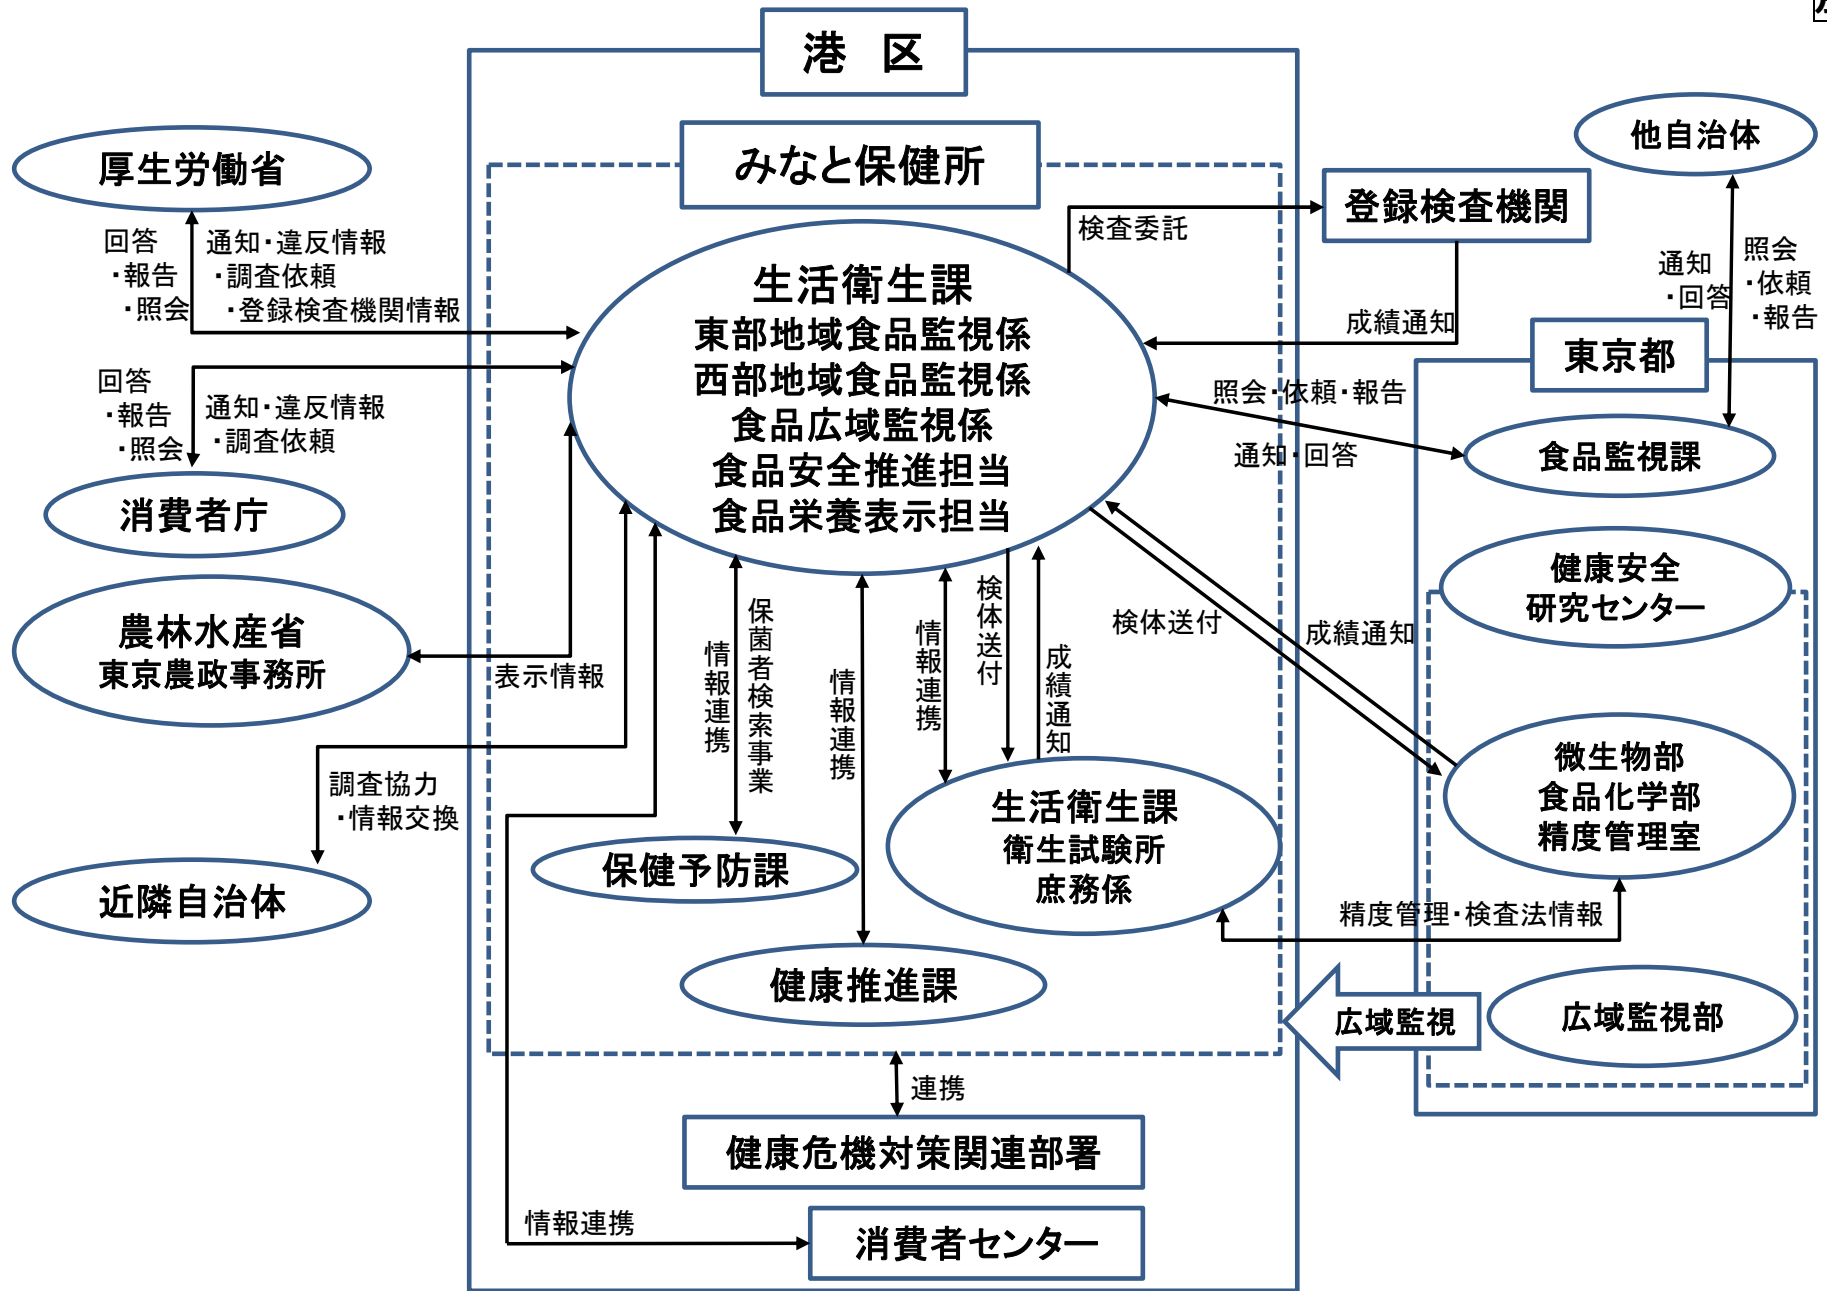 港 区
みなと保健所
厚生労働省
回答
・報告
・照会
通知・違反情報
・調査依頼
・登録検査機関情報
回答
・報告
・照会
通知・違反情報
・調査依頼
消費者庁
農林水産省
東京農政事務所
表示情報
調査協力
・情報交換
近隣自治体
生活衛生課
東部地域食品監視係
西部地域食品監視係
食品広域監視係
食品安全推進担当
食品栄養表示担当
検査委託
登録検査機関
成績通知
他自治体
通知
・回答
照会
・依頼
・報告
東京都
照会・依頼・報告
通知・回答
食品監視課
健康安全
研究センター
検体送付
成績通知
微生物部
食品化学部
精度管理室
精度管理・検査法情報
広域監視
広域監視部
情報連携
保菌者検索事業
情報連携
情報連携
検体送付
成績通知
保健予防課
生活衛生課
衛生試験所
庶務係
健康推進課
連携
健康危機対策関連部署
情報連携
消費者センター